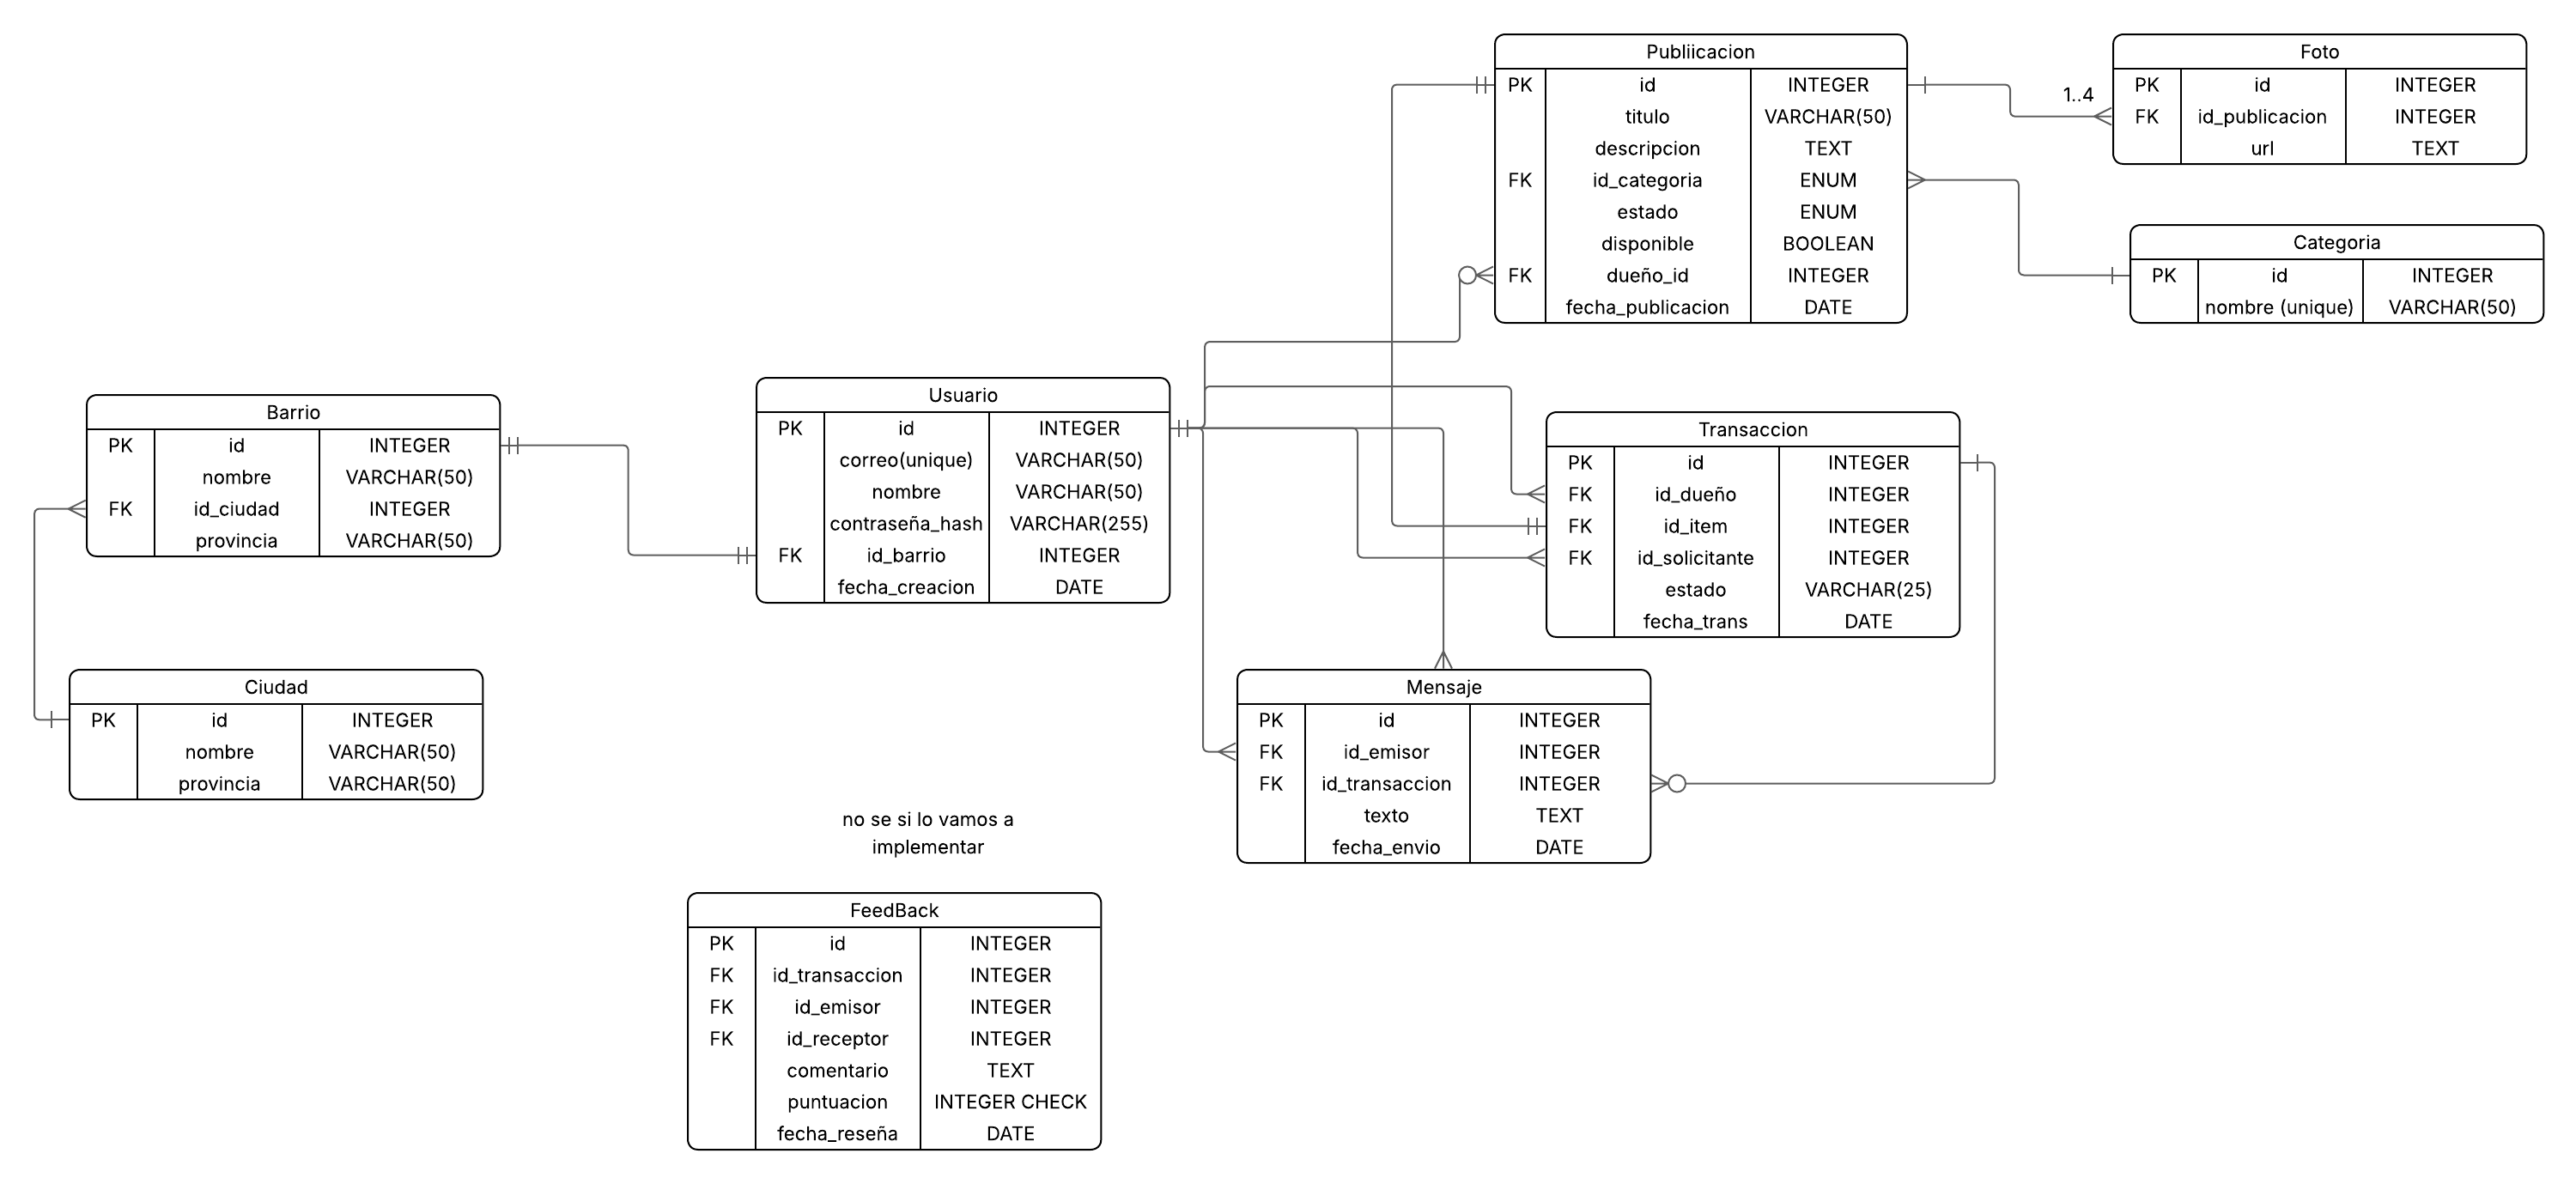 Publiicacion
PK id INTEGER
titulo VARCHAR(50)
descripcion TEXT
FK id_categoria ENUM
estado ENUM
disponible BOOLEAN
FK dueño_id INTEGER
fecha_publicacion DATE
1..4
Foto
PK id INTEGER
FK id_publicacion INTEGER
url TEXT
Categoria
PK id INTEGER
nombre (unique) VARCHAR(50)
Barrio
PK id INTEGER
nombre VARCHAR(50)
FK id_ciudad INTEGER
provincia VARCHAR(50)
Usuario
PK id INTEGER
correo(unique) VARCHAR(50)
nombre VARCHAR(50)
contraseña_hash VARCHAR(255)
FK id_barrio INTEGER
fecha_creacion DATE
Transaccion
PK id INTEGER
FK id_dueño INTEGER
FK id_item INTEGER
FK id_solicitante INTEGER
estado VARCHAR(25)
fecha_trans DATE
Ciudad
PK id INTEGER
nombre VARCHAR(50)
provincia VARCHAR(50)
Mensaje
PK id INTEGER
FK id_emisor INTEGER
FK id_transaccion INTEGER
texto TEXT
fecha_envio DATE
no se si lo vamos a
implementar
FeedBack
PK id INTEGER
FK id_transaccion INTEGER
FK id_emisor INTEGER
FK id_receptor INTEGER
comentario TEXT
puntuacion INTEGER CHECK
fecha_reseña DATE